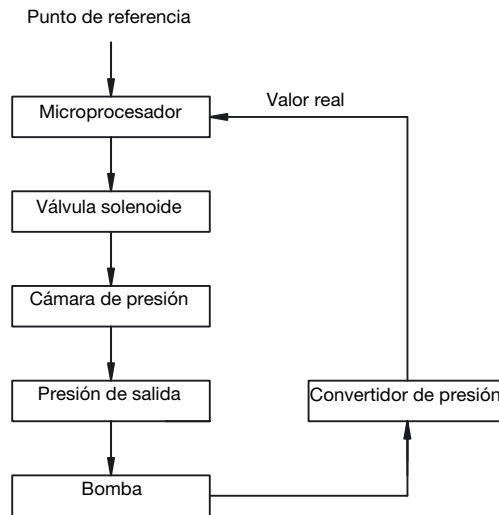 Punto de referencia
Microprocesador
Valor real
Válvula solenoide
Cámara de presión
Presión de salida
Convertidor de presión
Bomba